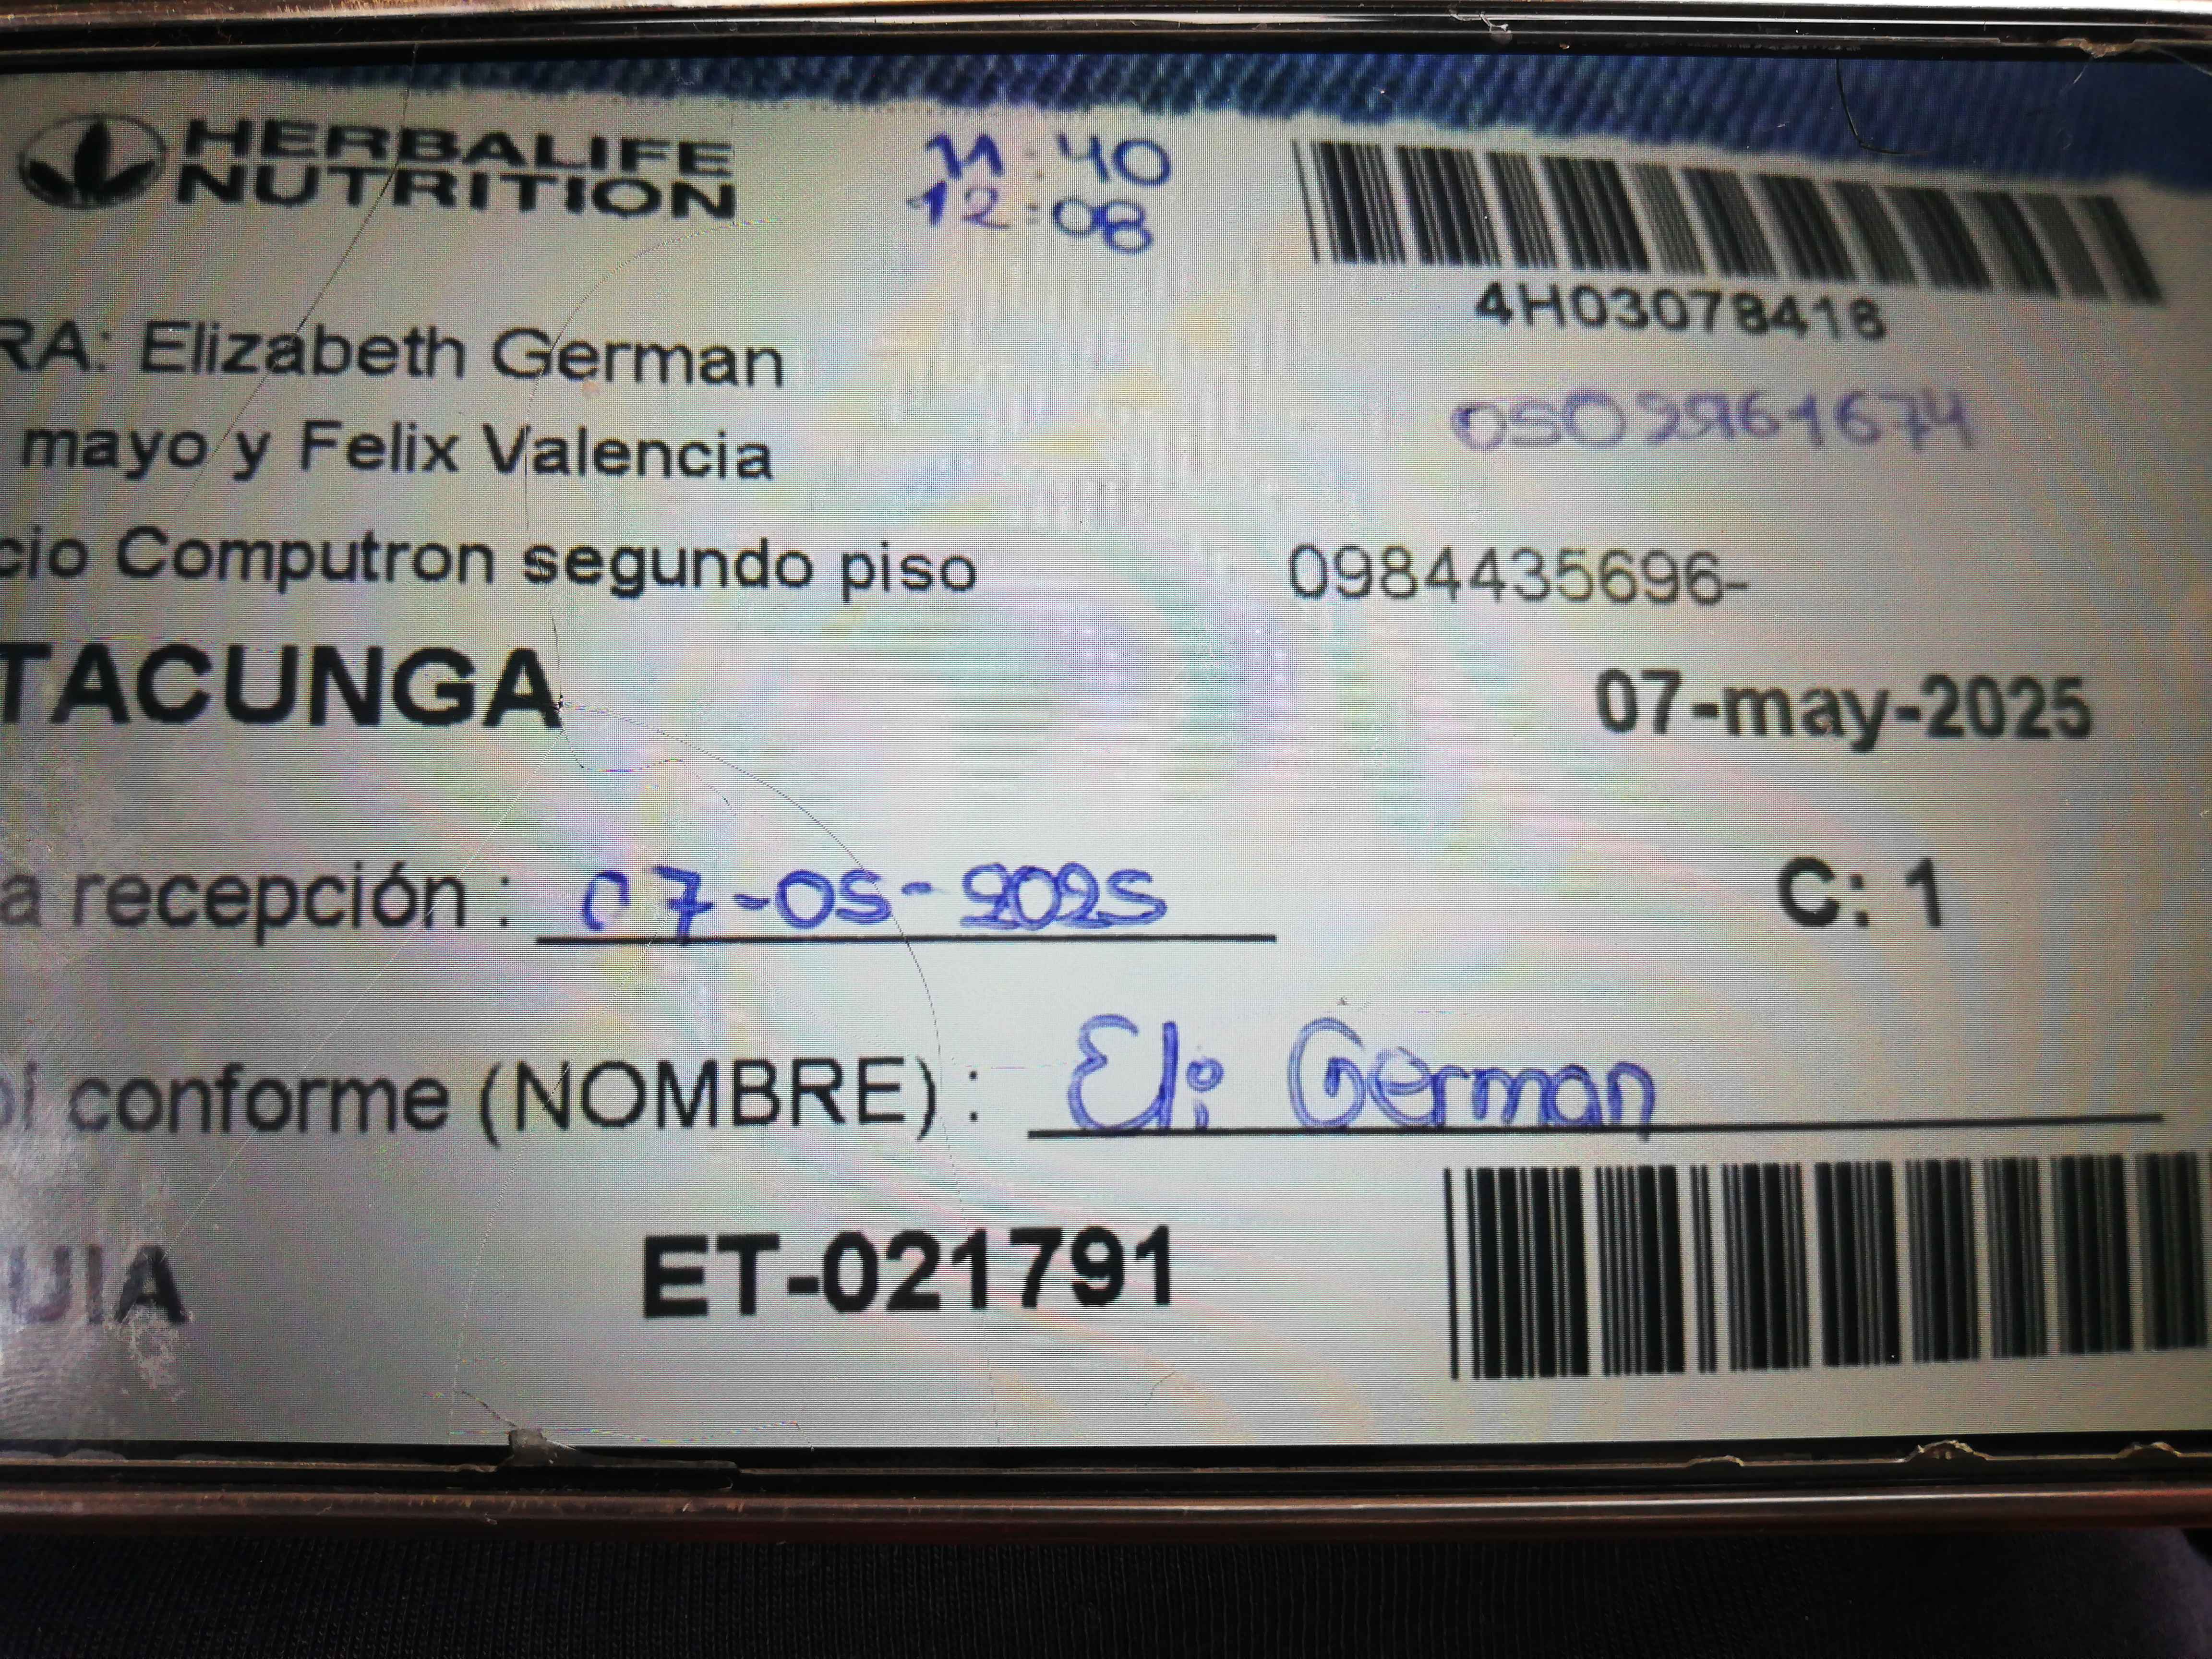 HERBALIFE
NUTRITION
11:40
12:08
4H03078418
RA: Elizabeth German
0502961674
mayo y Felix Valencia
cio Computron segundo piso
0984435696-
TACUNGA
07-may-2025
a recepción : 07-05-2025
C: 1
conforme (NOMBRE) : Eli German
UIA
ET-021791